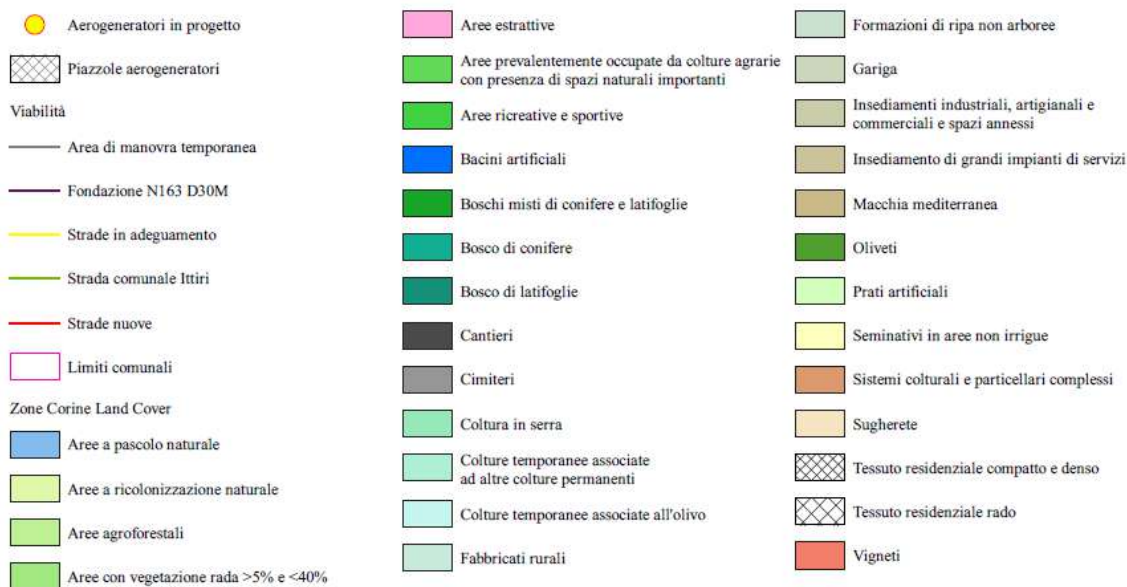 Aerogeneratori in progetto
Piazzole aerogeneratori
Viabilità
Area di manovra temporanea
Fondazione N163 D30M
Strade in adeguamento
Strada comunale Ittiri
Strade nuove
Limiti comunali
Zone Corine Land Cover
Aree a pascolo naturale
Aree a ricolonizzazione naturale
Aree agroforestali
Aree con vegetazione rada >5% e <40%
Aree estrattive
Aree prevalentemente occupate da colture agrarie
con presenza di spazi naturali importanti
Aree ricreative e sportive
Bacini artificiali
Boschi misti di conifere e latifoglie
Bosco di conifere
Bosco di latifoglie
Cantieri
Cimiteri
Coltura in serra
Colture temporanee associate
ad altre colture permanenti
Colture temporanee associate all'olivo
Fabbricati rurali
Formazioni di ripa non arboree
Gariga
Insediamenti industriali, artigianali e
commerciali e spazi annessi
Insediamento di grandi impianti di servizi
Macchia mediterranea
Oliveti
Prati artificiali
Seminativi in aree non irrigue
Sistemi colturali e particellari complessi
Sugherete
Tessuto residenziale compatto e denso
Tessuto residenziale rado
Vigneti